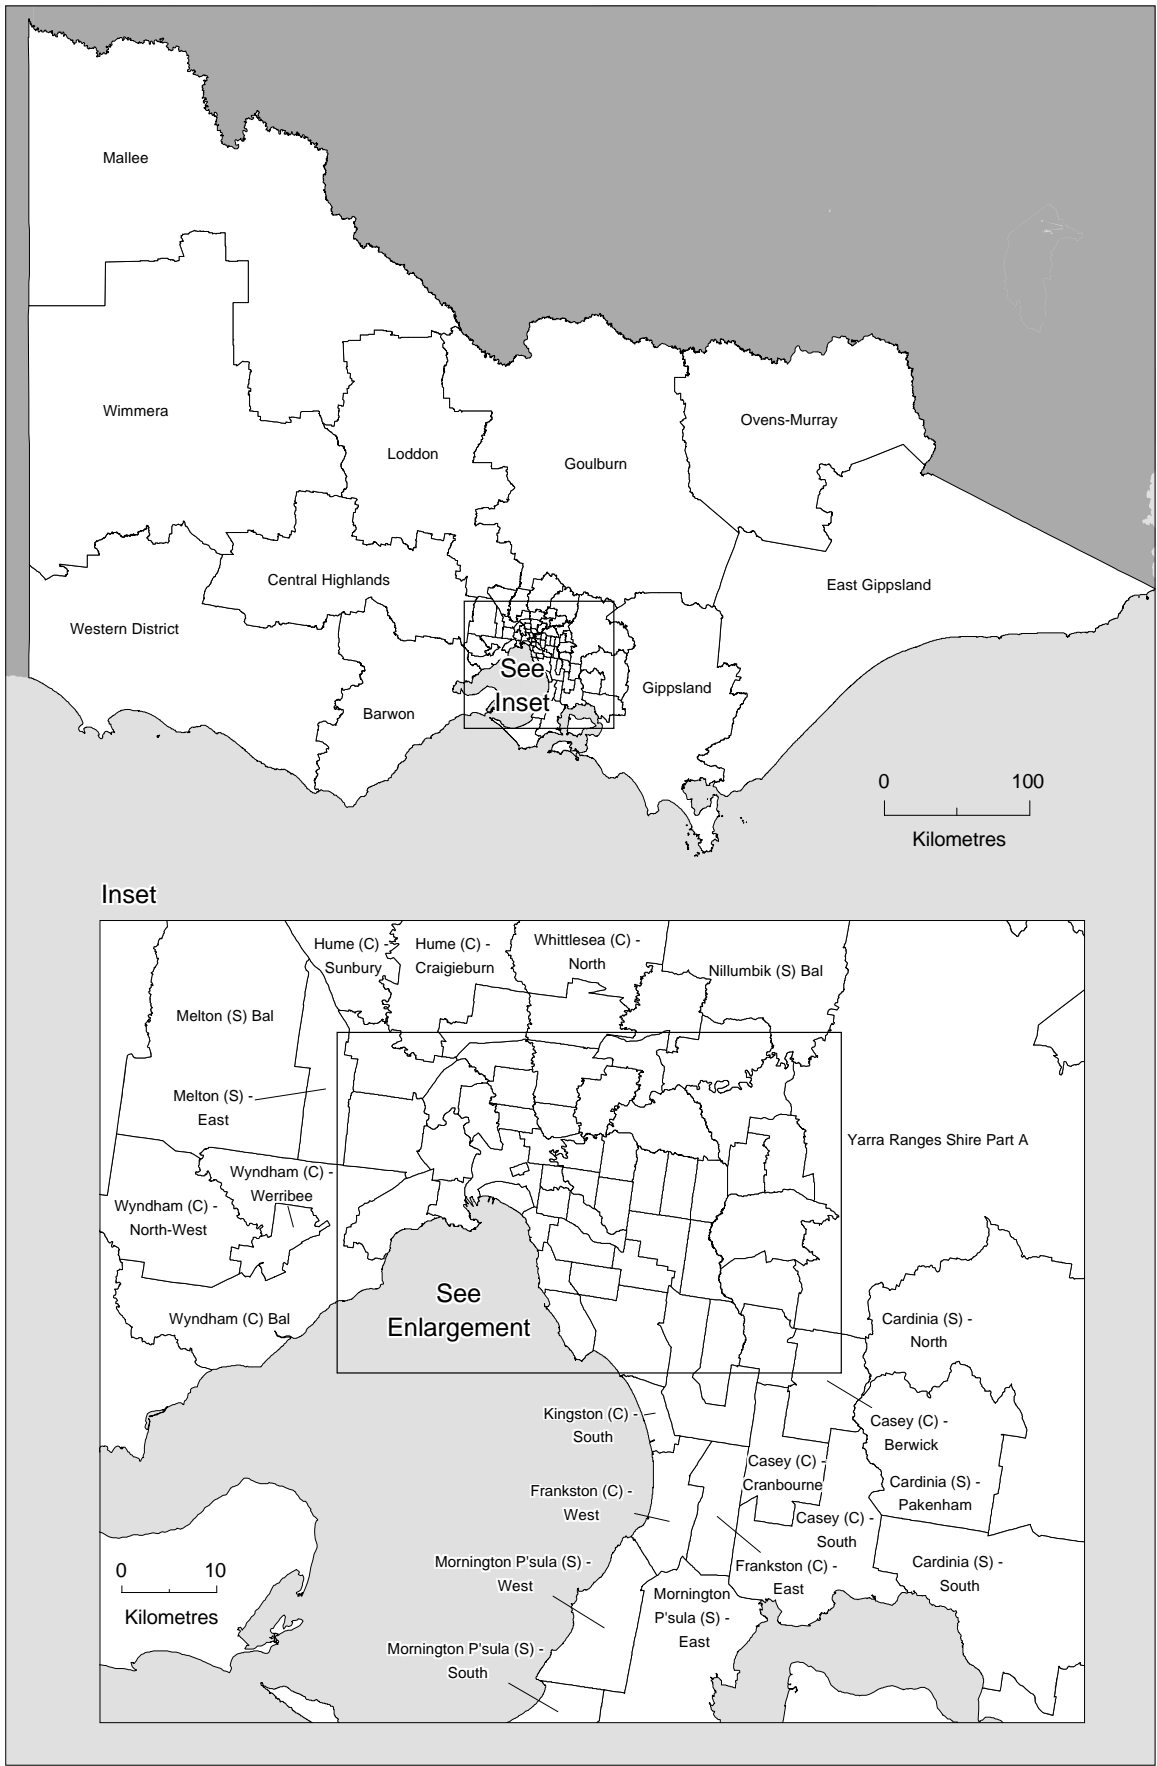 Mallee
Wimmera
Ovens-Murray
Loddon
Goulburn
Central Highlands
East Gippsland
Western District
See
Inset
Gippsland
Barwon
0 100
Kilometres
Inset
Hume (C) -
Sunbury
Hume (C) -
Craigieburn
Whittlesea (C) -
North
Nillumbik (S) Bal
Melton (S) Bal
Melton (S) -
East
Yarra Ranges Shire Part A
Wyndham (C) -
Werribee
Wyndham (C) -
North-West
See
Enlargement
Wyndham (C) Bal
Cardinia (S) -
North
Kingston (C) -
South
Casey (C) -
Berwick
Casey (C) -
Cranbourne
Cardinia (S) -
Pakenham
Frankston (C) -
West
Casey (C) -
South
Mornington P'sula (S) -
West
Frankston (C) -
East
Cardinia (S) -
South
0 10
Kilometres
Mornington
P'sula (S) -
East
Mornington P'sula (S) -
South